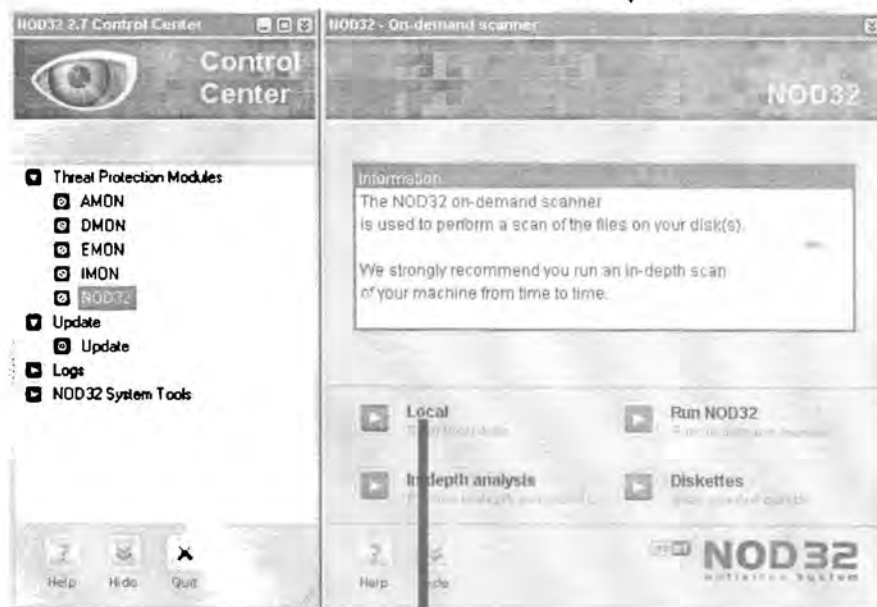 NOD32 2.7 Control Center
Control
Center
Threat Protection Modules
AMON
DMON
EMON
IMON
NOD32
Update
Update
Logs
NOD32 System Tools
Help
Hide
Quit
NOD32 - On-demand scanner
NOD32
Information
The NOD32 on-demand scanner
is used to perform a scan of the files on your disk(s).
We strongly recommend you run an in-depth scan
of your machine from time to time.
Local
Run NOD32
In depth analysis
Diskettes
Help
NOD32
antivirus system